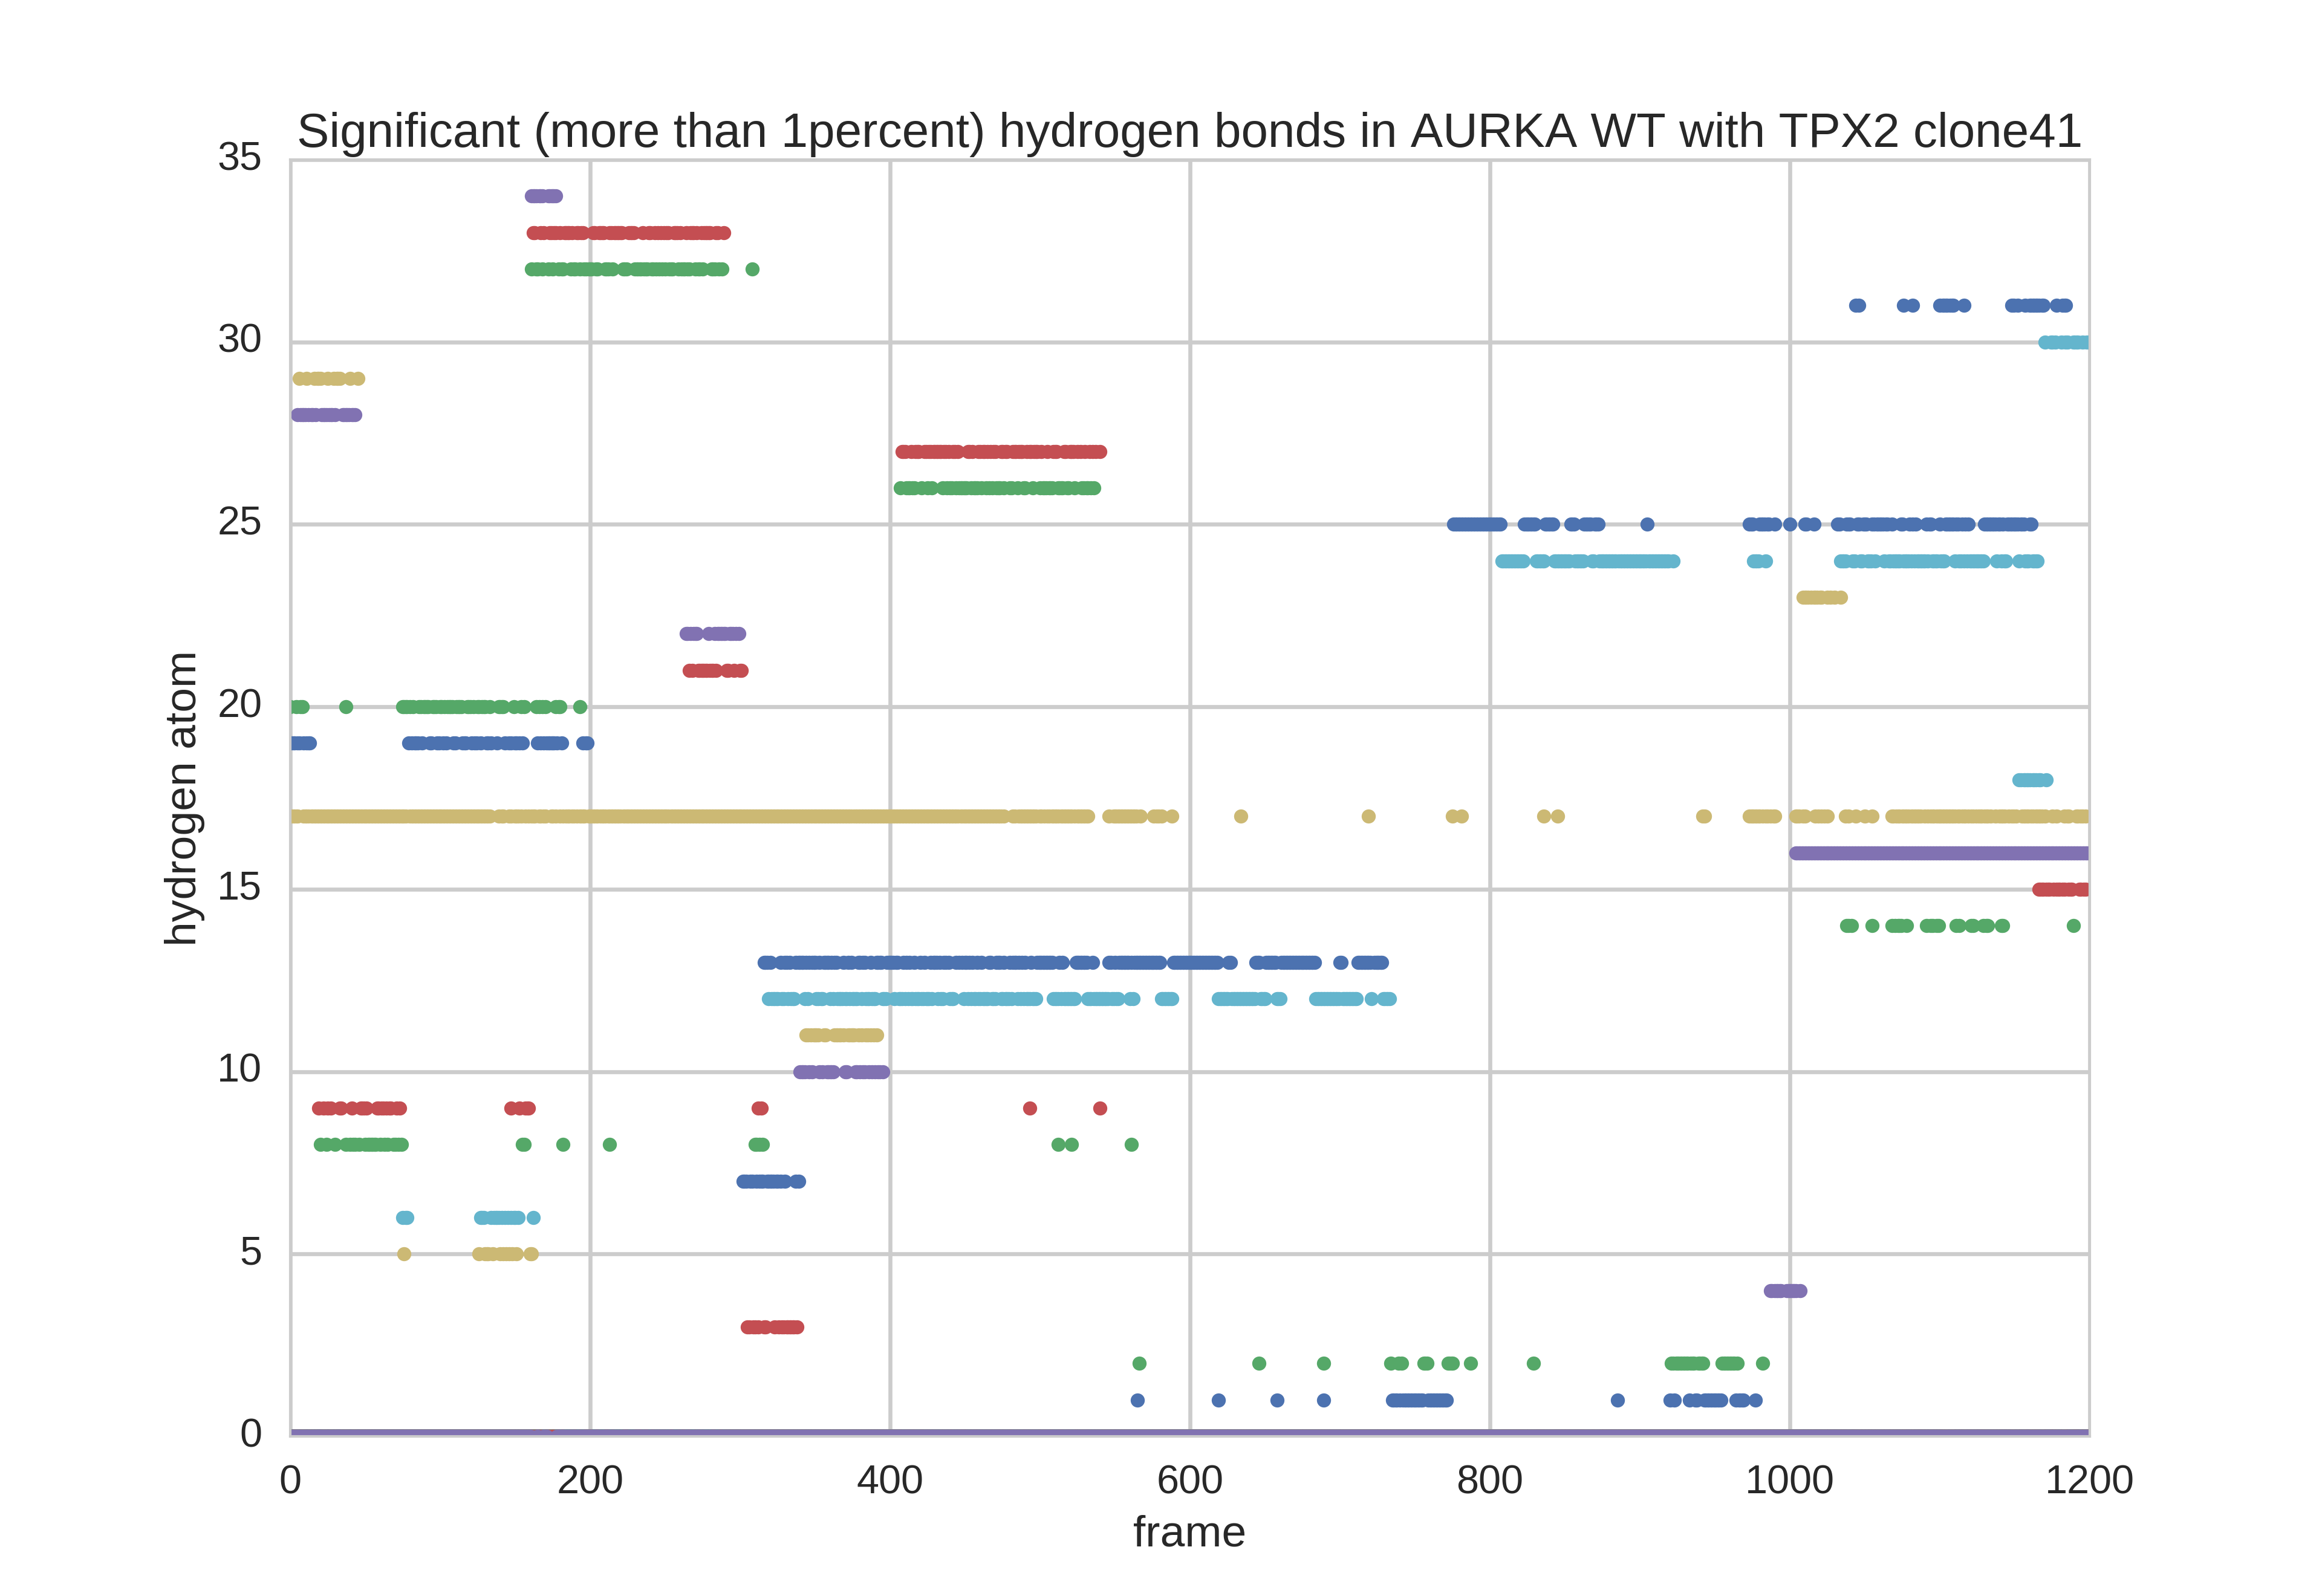 Significant (more than 1percent) hydrogen bonds in AURKA WT with TPX2 clone41
35
30
25
20
15
10
5
0
hydrogen atom
0 200 400 600 800 1000 1200
frame